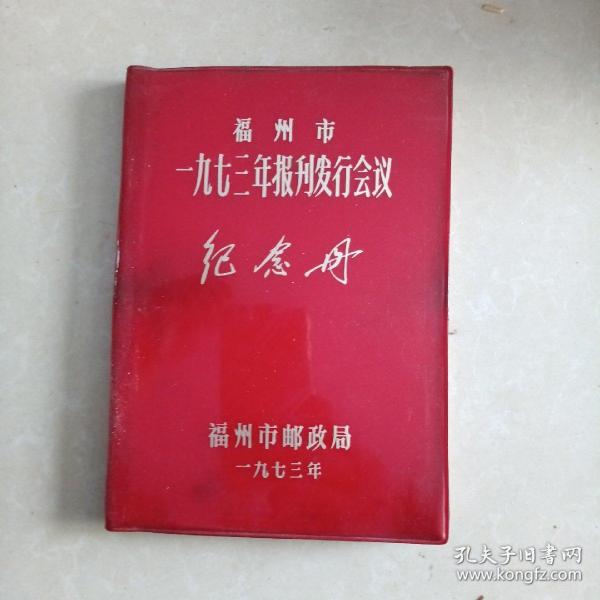 福州市
一九七三年报刊发行会议
纪念册
福州市邮政局
一九七三年
孔夫子旧书网
www.kongfz.com